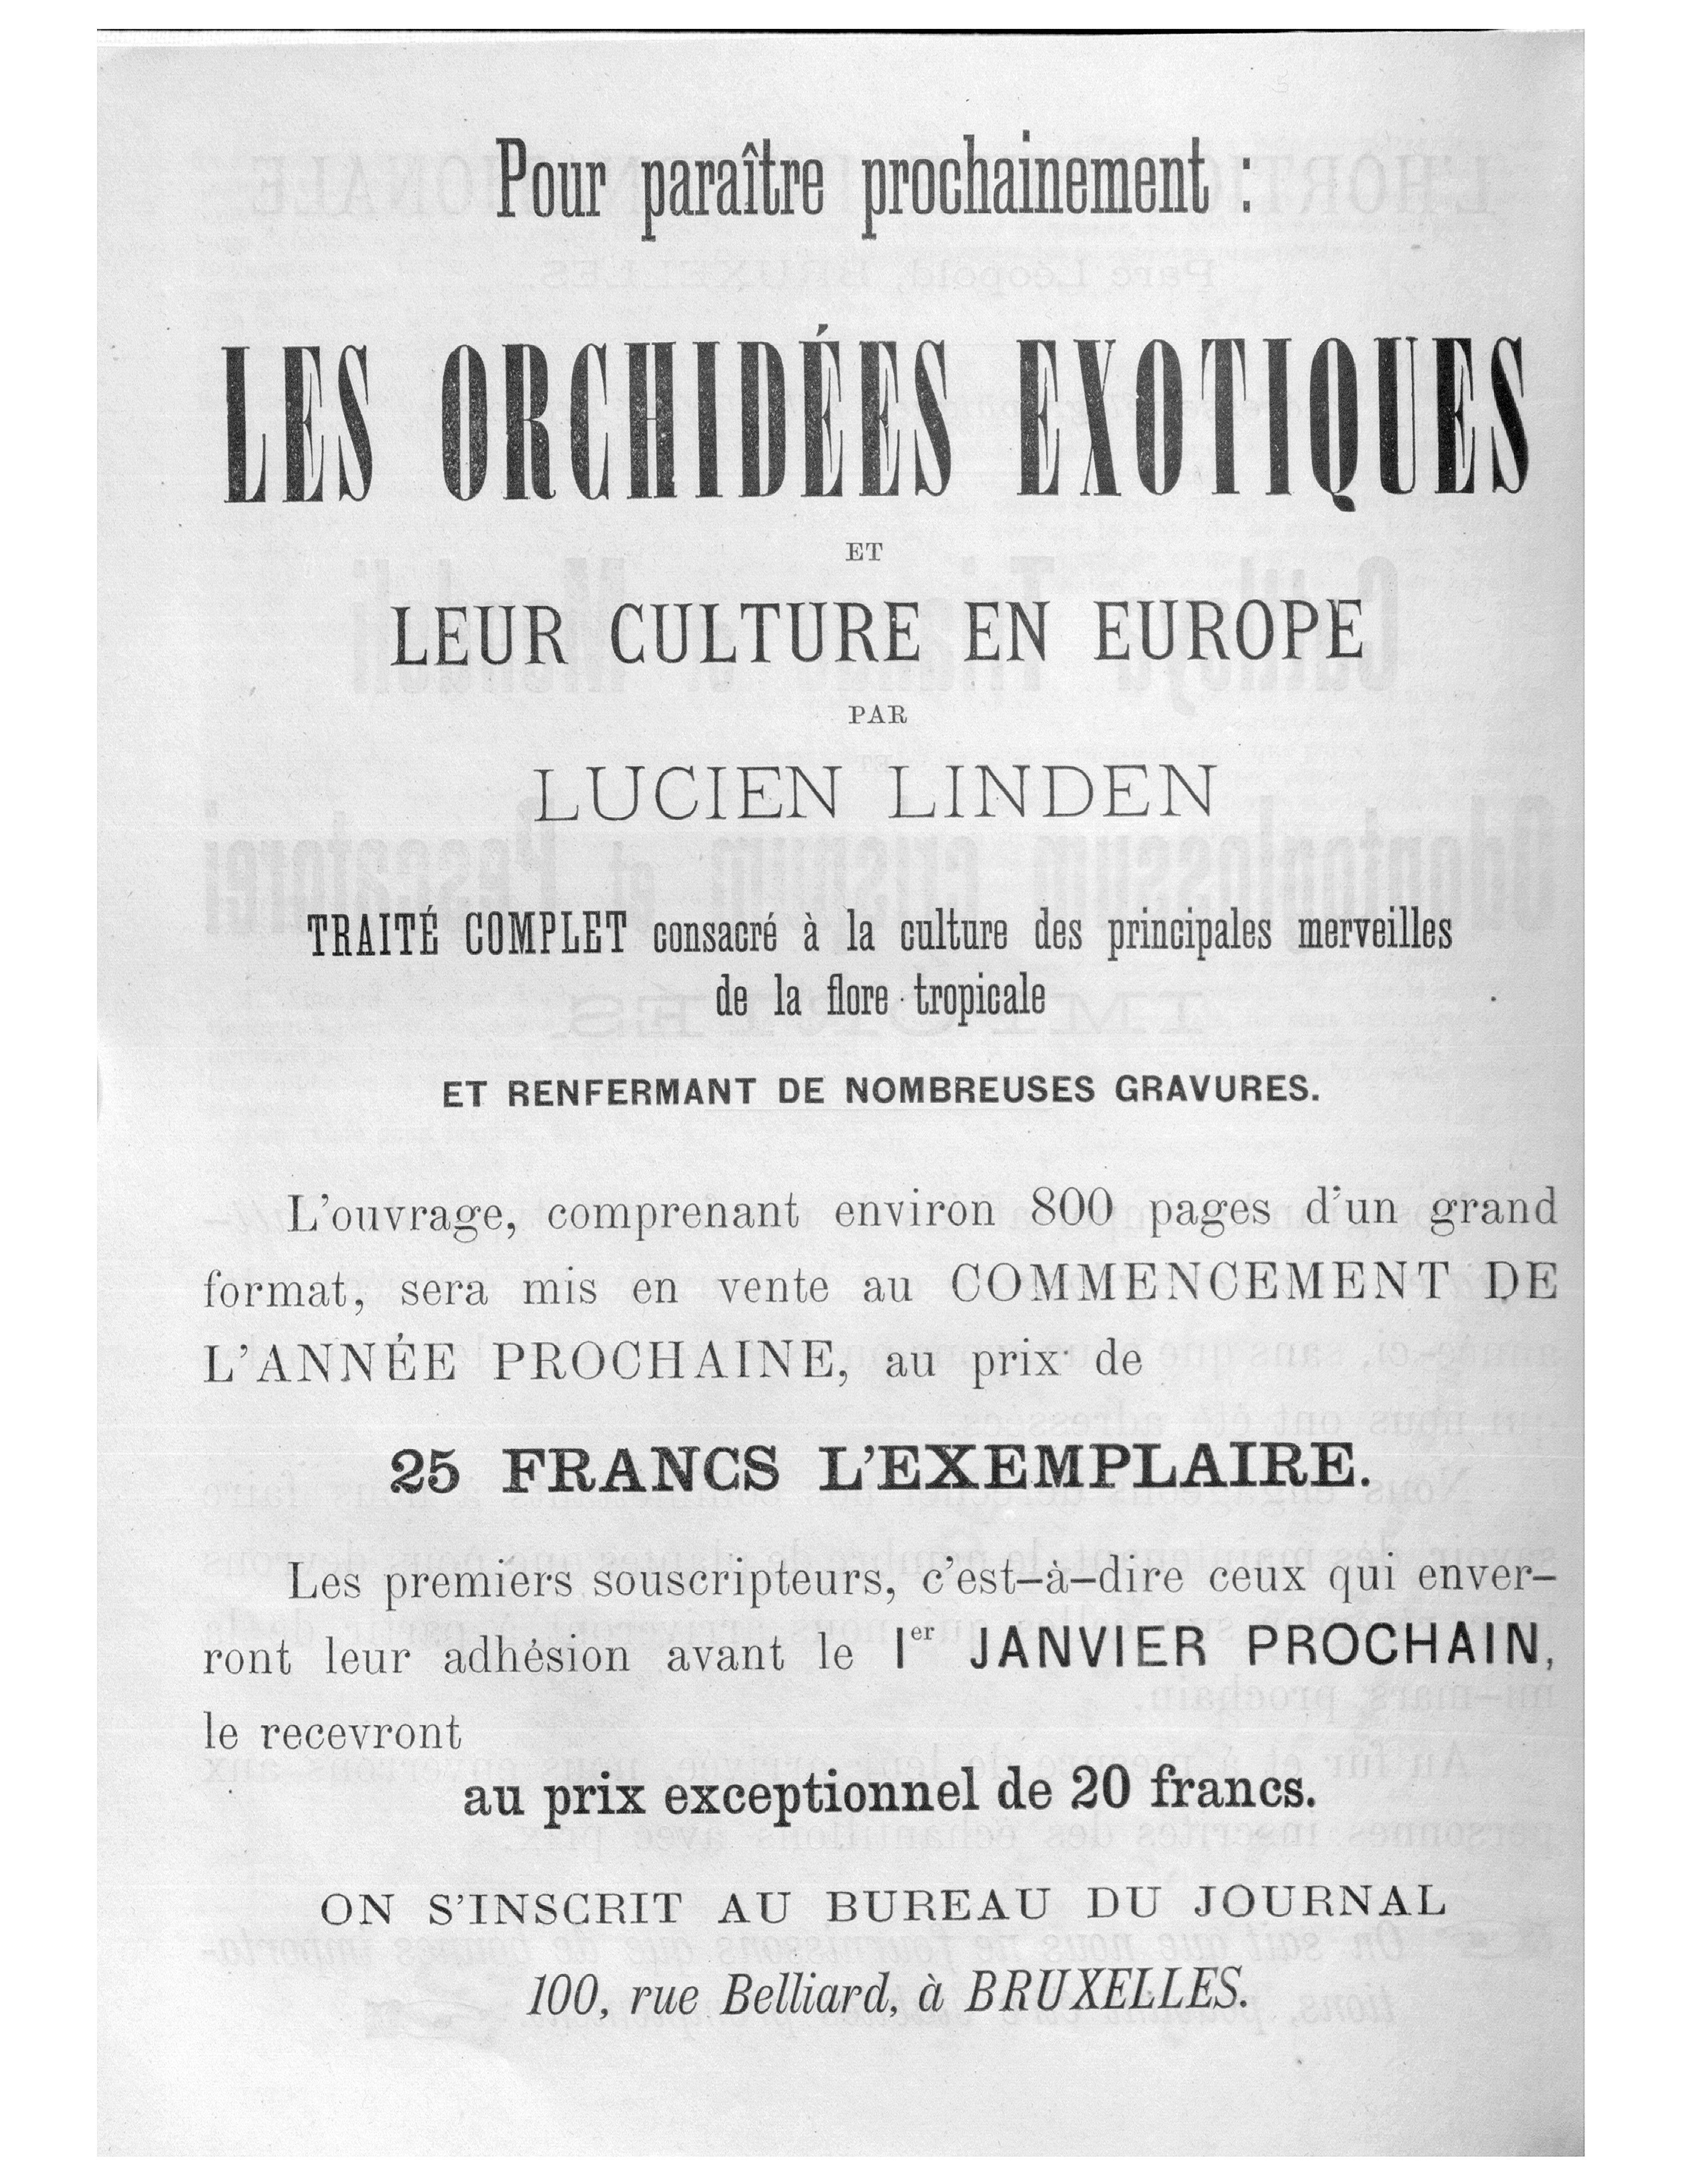 Pour paraître prochainement :
LES ORCHIDÉES EXOTIQUES
ET
LEUR CULTURE EN EUROPE
PAR
LUCIEN LINDEN
TRAITÉ COMPLET consacré à la culture des principales merveilles
de la flore tropicale
ET RENFERMANT DE NOMBREUSES GRAVURES.
L'ouvrage, comprenant environ 800 pages d'un grand
format, sera mis en vente au COMMENCEMENT DE
L'ANNÉE PROCHAINE, au prix de
25 FRANCS L'EXEMPLAIRE.
Les premiers souscripteurs, c'est-à-dire ceux qui enver-
ront leur adhésion avant le 1er JANVIER PROCHAIN,
le recevront
au prix exceptionnel de 20 francs.
ON S'INSCRIT AU BUREAU DU JOURNAL
100, rue Belliard, à BRUXELLES.